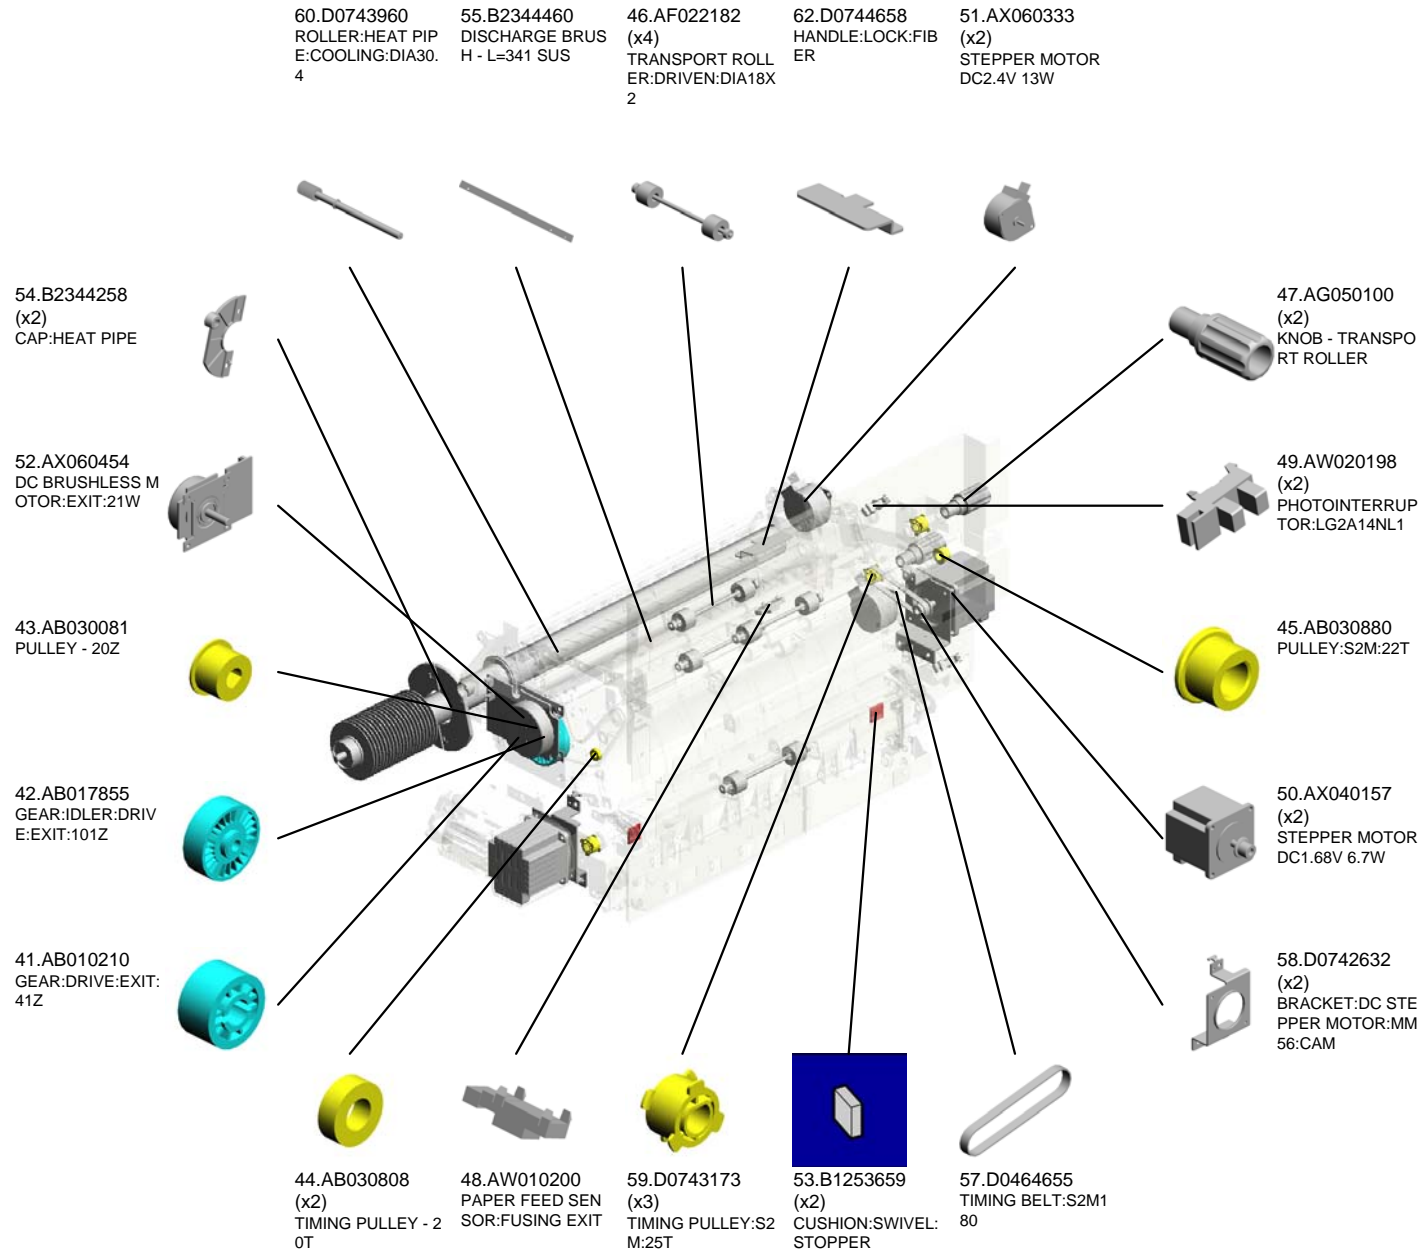 60.D0743960
ROLLER:HEAT PIP
E:COOLING:DIA30.
4
55.B2344460
DISCHARGE BRUS
H - L=341 SUS
46.AF022182
(x4)
TRANSPORT ROLL
ER:DRIVEN:DIA18X
2
62.D0744658
HANDLE:LOCK:FIB
ER
51.AX060333
(x2)
STEPPER MOTOR
DC2.4V 13W
54.B2344258
(x2)
CAP:HEAT PIPE
47.AG050100
(x2)
KNOB - TRANSPO
RT ROLLER
52.AX060454
DC BRUSHLESS M
OTOR:EXIT:21W
49.AW020198
(x2)
PHOTOINTERRUP
TOR:LG2A14NL1
43.AB030081
PULLEY - 20Z
45.AB030880
PULLEY:S2M:22T
42.AB017855
GEAR:IDLER:DRIV
E:EXIT:101Z
50.AX040157
(x2)
STEPPER MOTOR
DC1.68V 6.7W
41.AB010210
GEAR:DRIVE:EXIT:
41Z
58.D0742632
(x2)
BRACKET:DC STE
PPER MOTOR:MM
56:CAM
44.AB030808
(x2)
TIMING PULLEY - 2
0T
48.AW010200
PAPER FEED SEN
SOR:FUSING EXIT
59.D0743173
(x3)
TIMING PULLEY:S2
M:25T
53.B1253659
(x2)
CUSHION:SWIVEL:
STOPPER
57.D0464655
TIMING BELT:S2M1
80